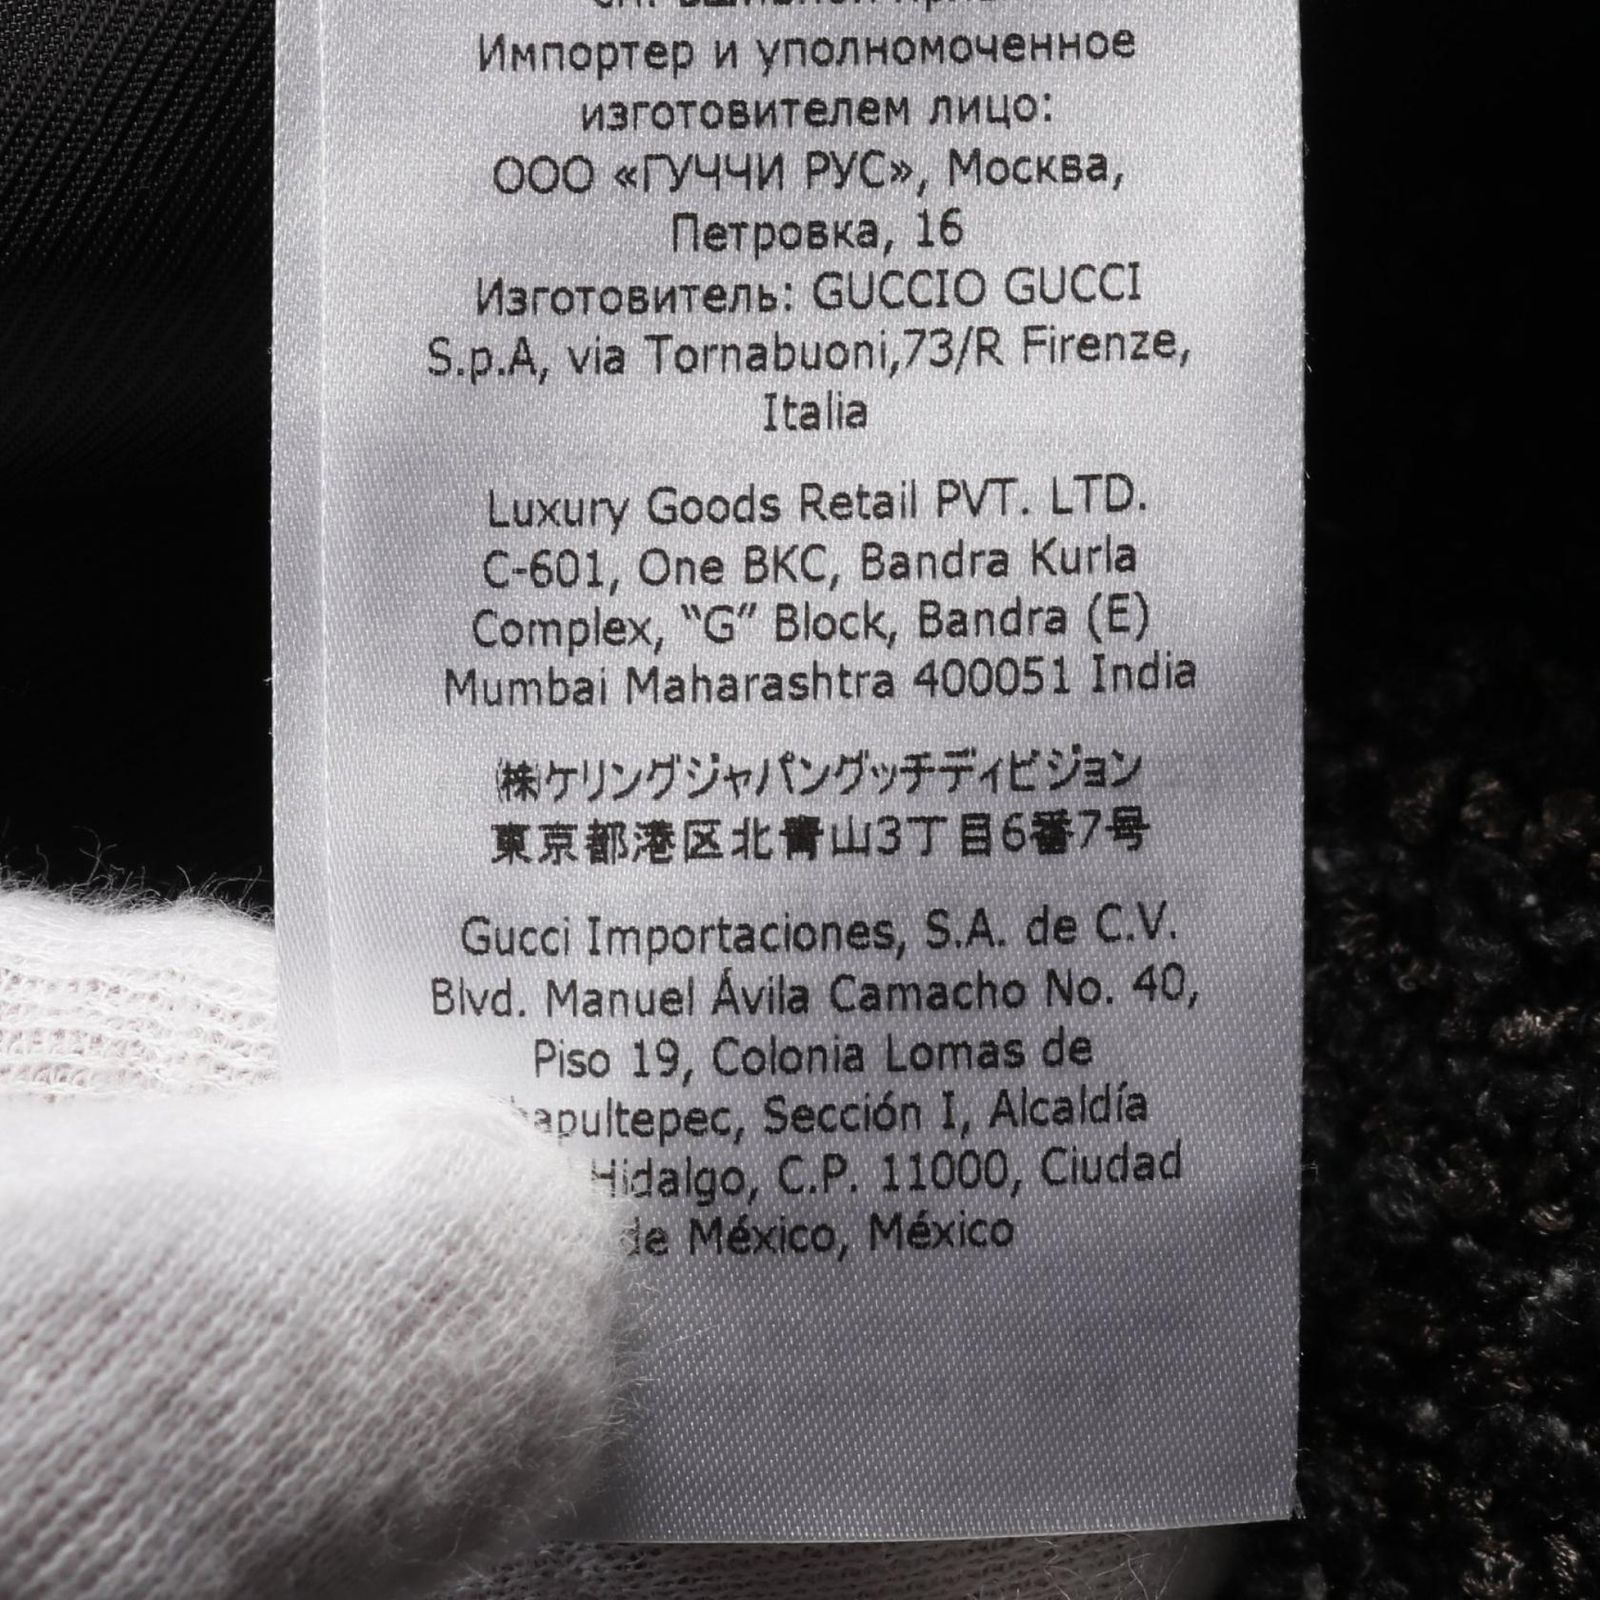 Импортер и уполномоченное
изготовителем лицо:
ООО «ГУЧЧИ РУС», Москва,
Петровка, 16
Изготовитель: GUCCIO GUCCI
S.p.A, via Tornabuoni,73/R Firenze,
Italia
Luxury Goods Retail PVT. LTD.
C-601, One BKC, Bandra Kurla
Complex, “G” Block, Bandra (E)
Mumbai Maharashtra 400051 India
㈱ケリングジャパングッチディビジョン
東京都港区北青山3丁目6番7号
Gucci Importaciones, S.A. de C.V.
Blvd. Manuel Ávila Camacho No. 40,
Piso 19, Colonia Lomas de
Sección I, Alcaldía
Hidalgo, C.P. 11000, Ciudad
de México, México